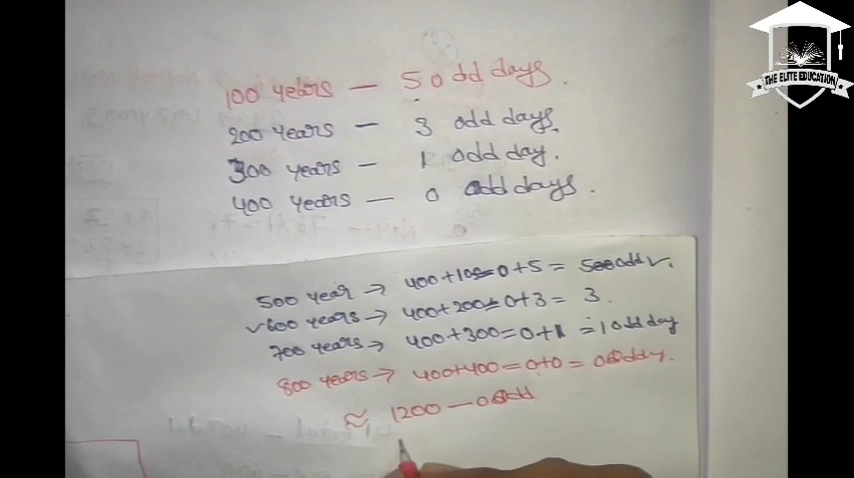 THE ELITE EDUCATION
100 years — 5 odd days.
200 years — 3 odd days.
300 years — 1 odd day.
400 years — 0 odd days.
500 year → 400+100=0+5= 5 odd ✓.
✓600 years → 400+200=0+3= 3.
700 years → 400+300=0+1 =1 odd day
800 years → 400+400=0+0 = 0
≈ 1200 — 0 odd